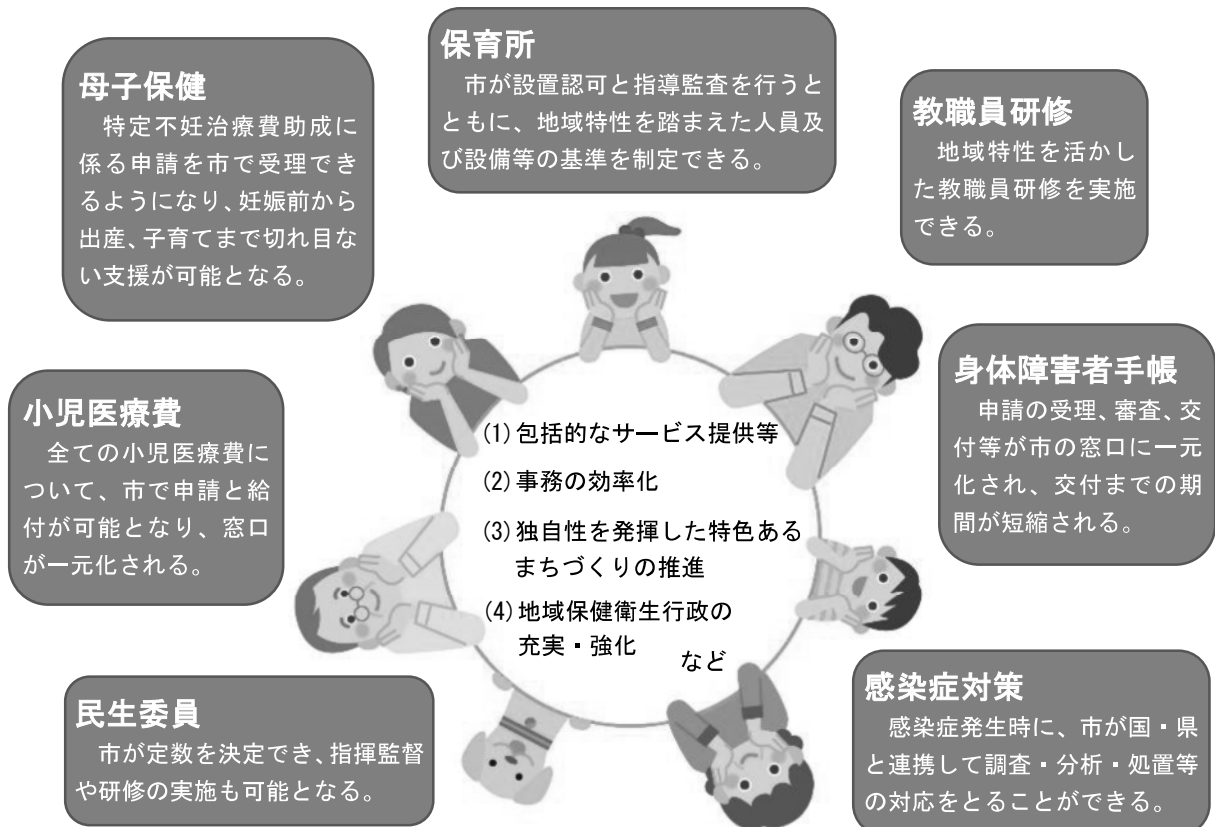 母子保健
特定不妊治療費助成に
係る申請を市で受理でき
るようになり、妊娠前から
出産、子育てまで切れ目な
い支援が可能となる。
保育所
市が設置認可と指導監査を行うと
ともに、地域特性を踏まえた人員及
び設備等の基準を制定できる。
教職員研修
地域特性を活かし
た教職員研修を実施
できる。
小児医療費
全ての小児医療費に
ついて、市で申請と給
付が可能となり、窓口
が一元化される。
(1)包括的なサービス提供等
(2)事務の効率化
(3)独自性を発揮した特色ある
まちづくりの推進
(4)地域保健衛生行政の
充実・強化
など
身体障害者手帳
申請の受理、審査、交
付等が市の窓口に一元
化され、交付までの期
間が短縮される。
民生委員
市が定数を決定でき、指揮監督
や研修の実施も可能となる。
感染症対策
感染症発生時に、市が国・県
と連携して調査・分析・処置等
の対応をとることができる。